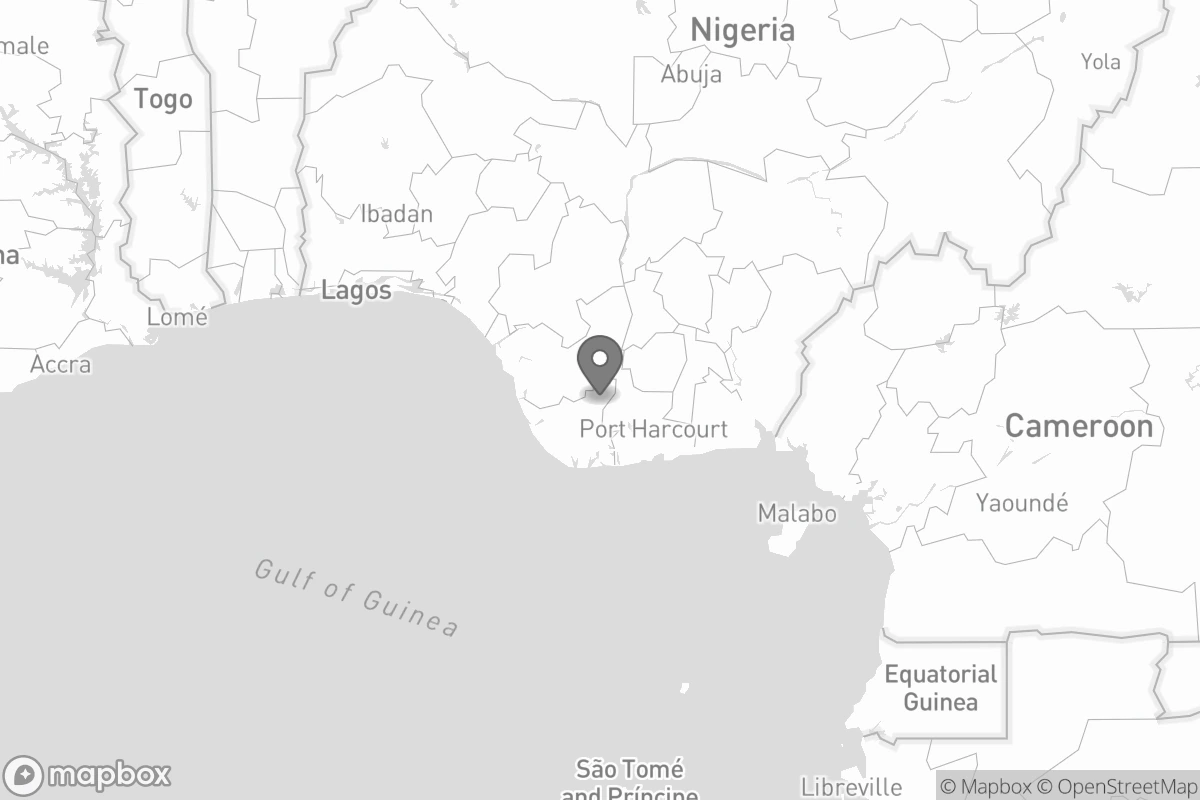 Nigeria
male
Abuja
Yola
Togo
Ibadan
na
Lagos
Lomé
Accra
Port Harcourt
Cameroon
Yaoundé
Malabo
Gulf of Guinea
Equatorial
Guinea
São Tomé
and Príncipe
Libreville
mapbox
© Mapbox © OpenStreetMap